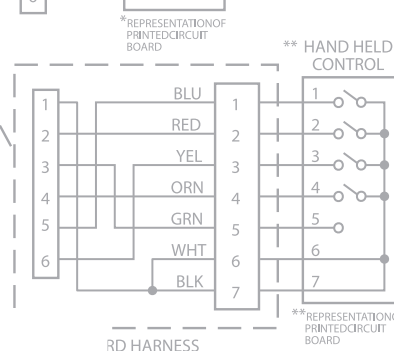 *REPRESENTATIONOF
PRINTEDCIRCUIT
BOARD
** HAND HELD
CONTROL
1
2
3
4
5
6
BLU
RED
YEL
ORN
GRN
WHT
BLK
1
2
3
4
5
6
7
1
2
3
4
5
6
7
**REPRESENTATIONO
PRINTEDCIRCUIT
BOARD
RD HARNESS